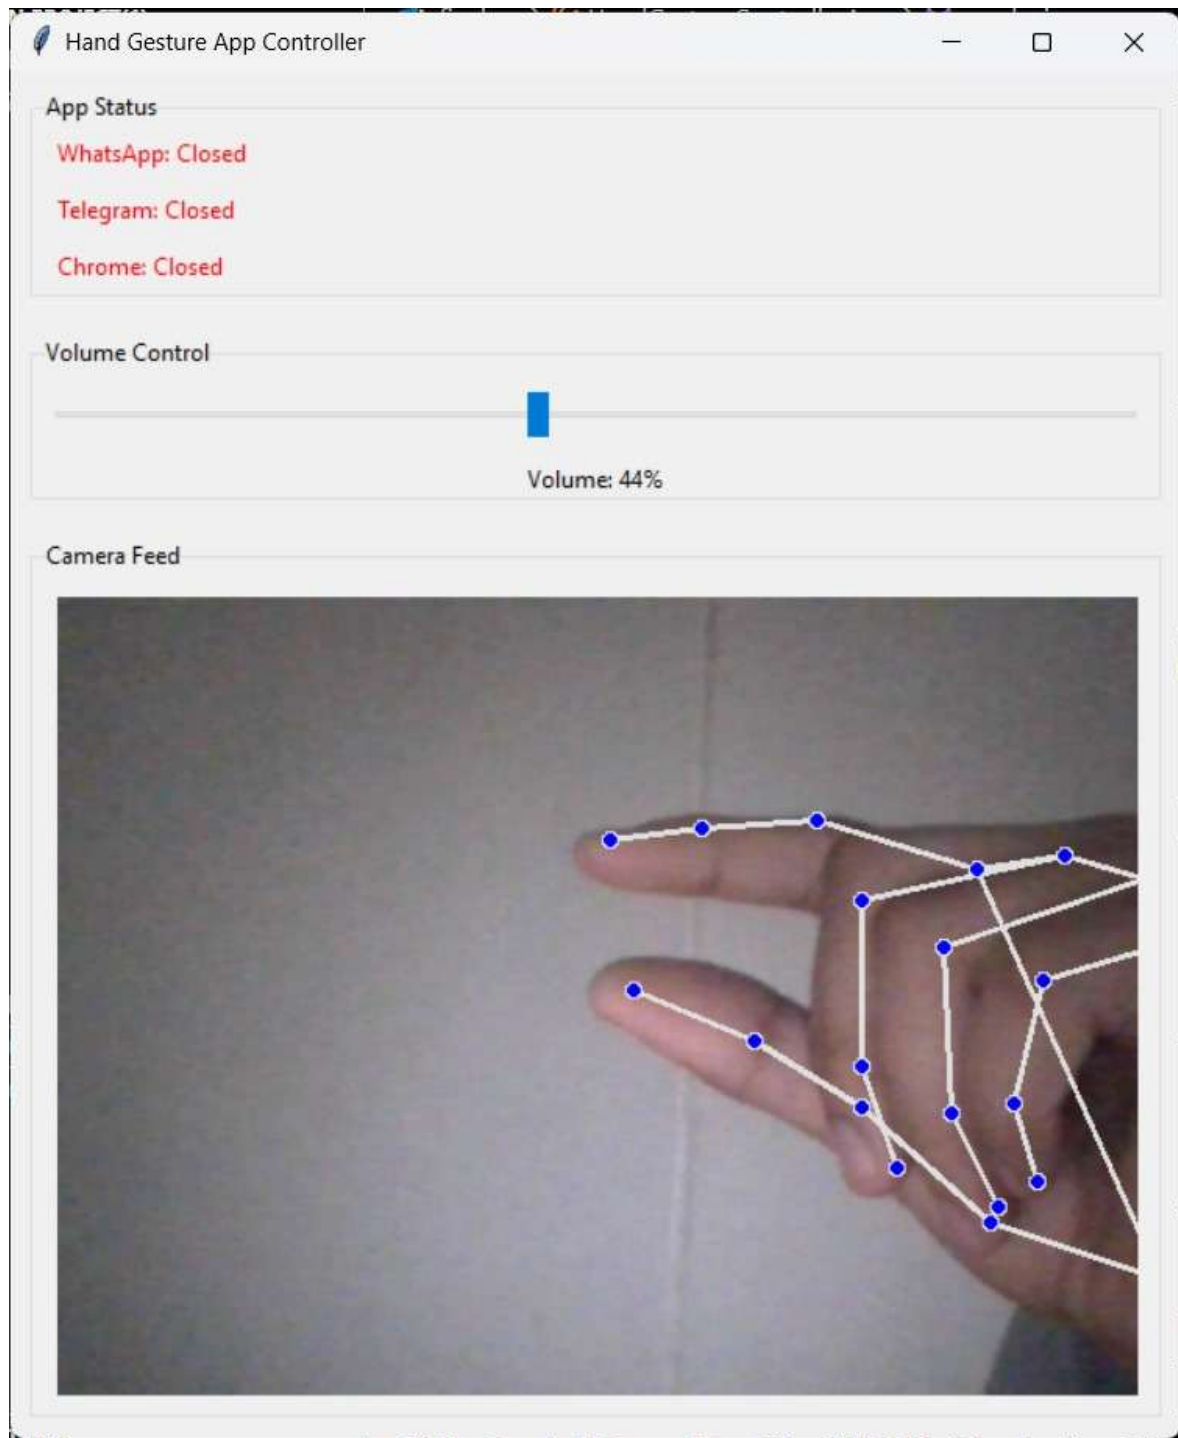 Hand Gesture App Controller
App Status
WhatsApp: Closed
Telegram: Closed
Chrome: Closed
Volume Control
Volume: 44%
Camera Feed